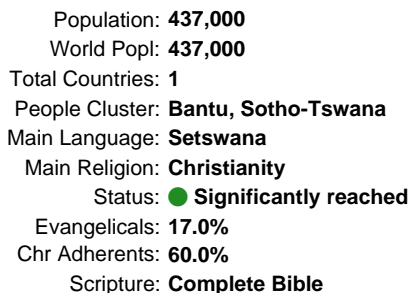 Population: 437,000
World Popl: 437,000
Total Countries: 1
People Cluster: Bantu, Sotho-Tswana
Main Language: Setswana
Main Religion: Christianity
Status: Significantly reached
Evangelicals: 17.0%
Chr Adherents: 60.0%
Scripture: Complete Bible